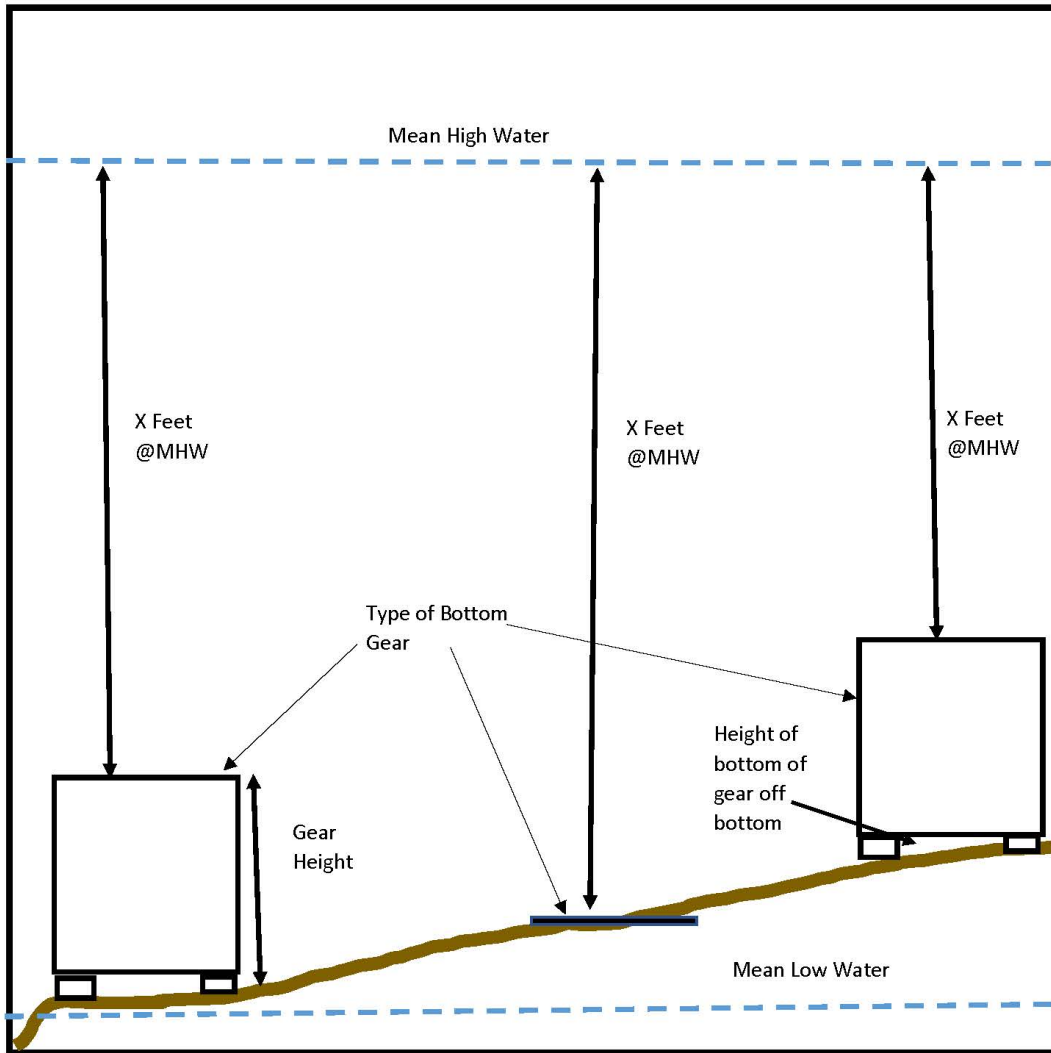 Mean High Water
X Feet
@MHW
X Feet
@MHW
X Feet
@MHW
Type of Bottom
Gear
Height of
bottom of
gear off
bottom
Gear
Height
Mean Low Water